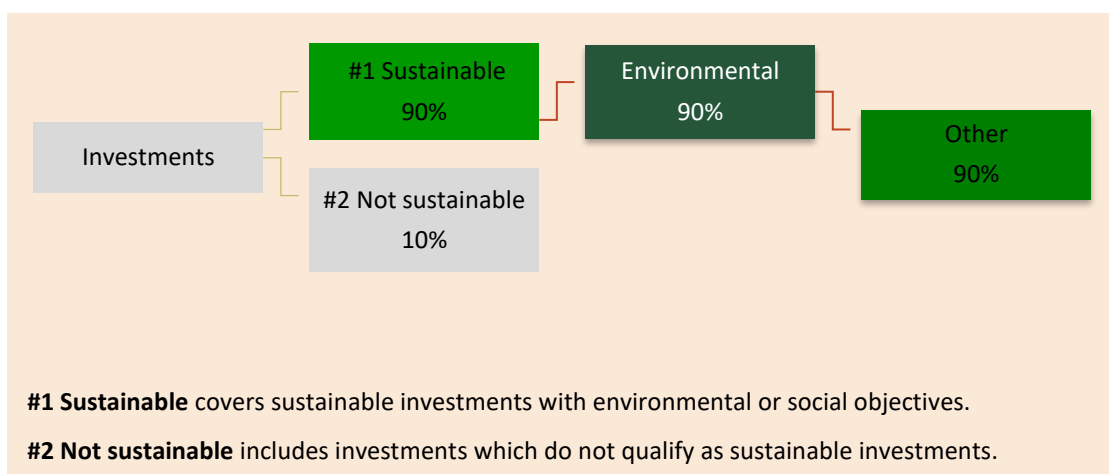 #1 Sustainable
90%
Environmental
90%
Other
90%
Investments
#2 Not sustainable
10%
#1 Sustainable covers sustainable investments with environmental or social objectives.
#2 Not sustainable includes investments which do not qualify as sustainable investments.